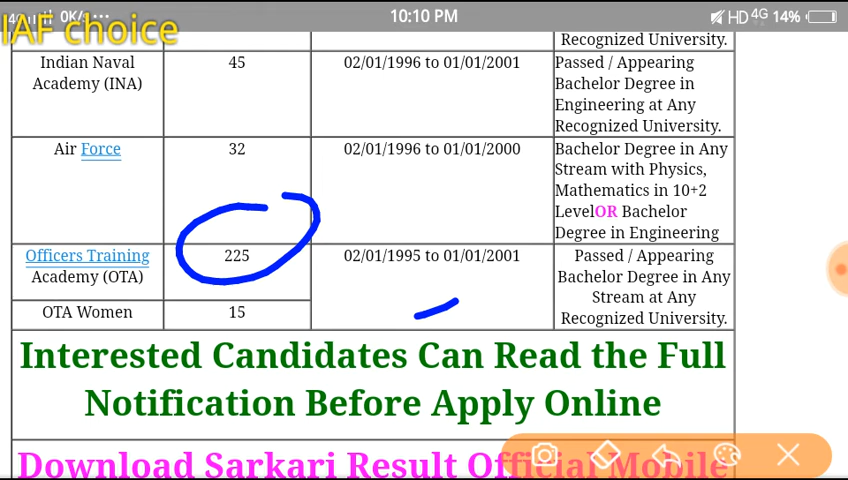 10:10 PM
HD 4G 14%
IAF choice
Recognized University.
Indian Naval Academy (INA) 45 02/01/1996 to 01/01/2001 Passed / Appearing
Bachelor Degree in
Engineering at Any
Recognized University.
Air Force 32 02/01/1996 to 01/01/2000 Bachelor Degree in Any
Stream with Physics,
Mathematics in 10+2
LevelOR Bachelor
Degree in Engineering
Officers Training Academy (OTA) 225 02/01/1995 to 01/01/2001 Passed / Appearing
Bachelor Degree in Any
Stream at Any
Recognized University.
OTA Women 15
Interested Candidates Can Read the Full
Notification Before Apply Online
Download Sarkari Result Official Mobile